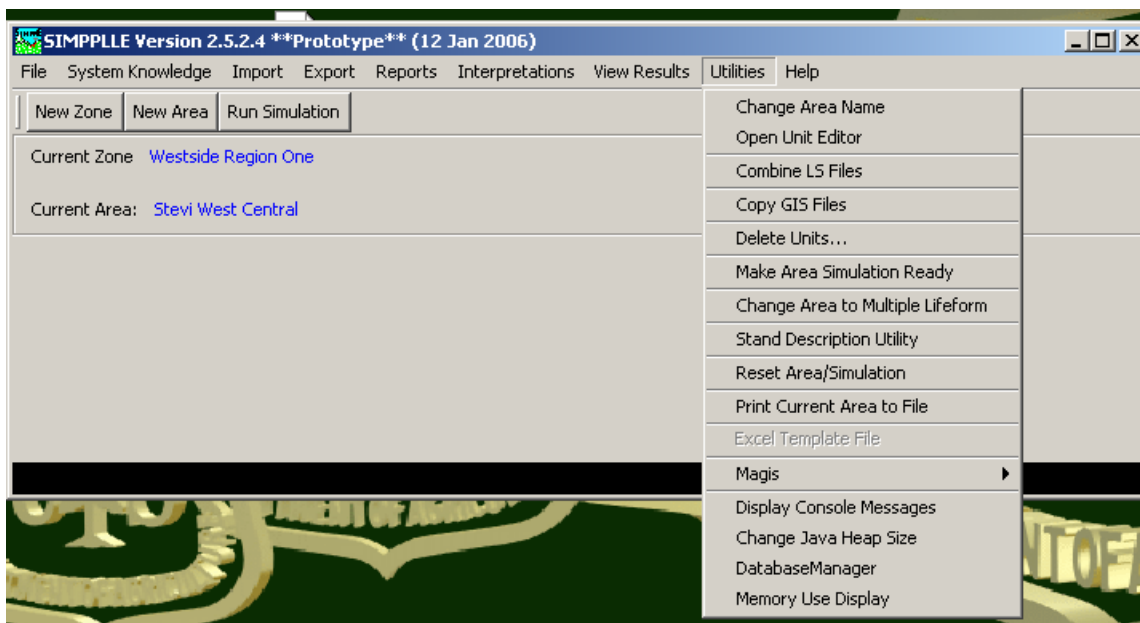 SIMPPLLE Version 2.5.2.4 **Prototype** (12 Jan 2006)
File System Knowledge Import Export Reports Interpretations View Results Utilities Help
New Zone New Area Run Simulation
Current Zone Westside Region One
Current Area: Stevi West Central
Change Area Name
Open Unit Editor
Combine LS Files
Copy GIS Files
Delete Units...
Make Area Simulation Ready
Change Area to Multiple Lifeform
Stand Description Utility
Reset Area/Simulation
Print Current Area to File
Excel Template File
Magis
Display Console Messages
Change Java Heap Size
DatabaseManager
Memory Use Display